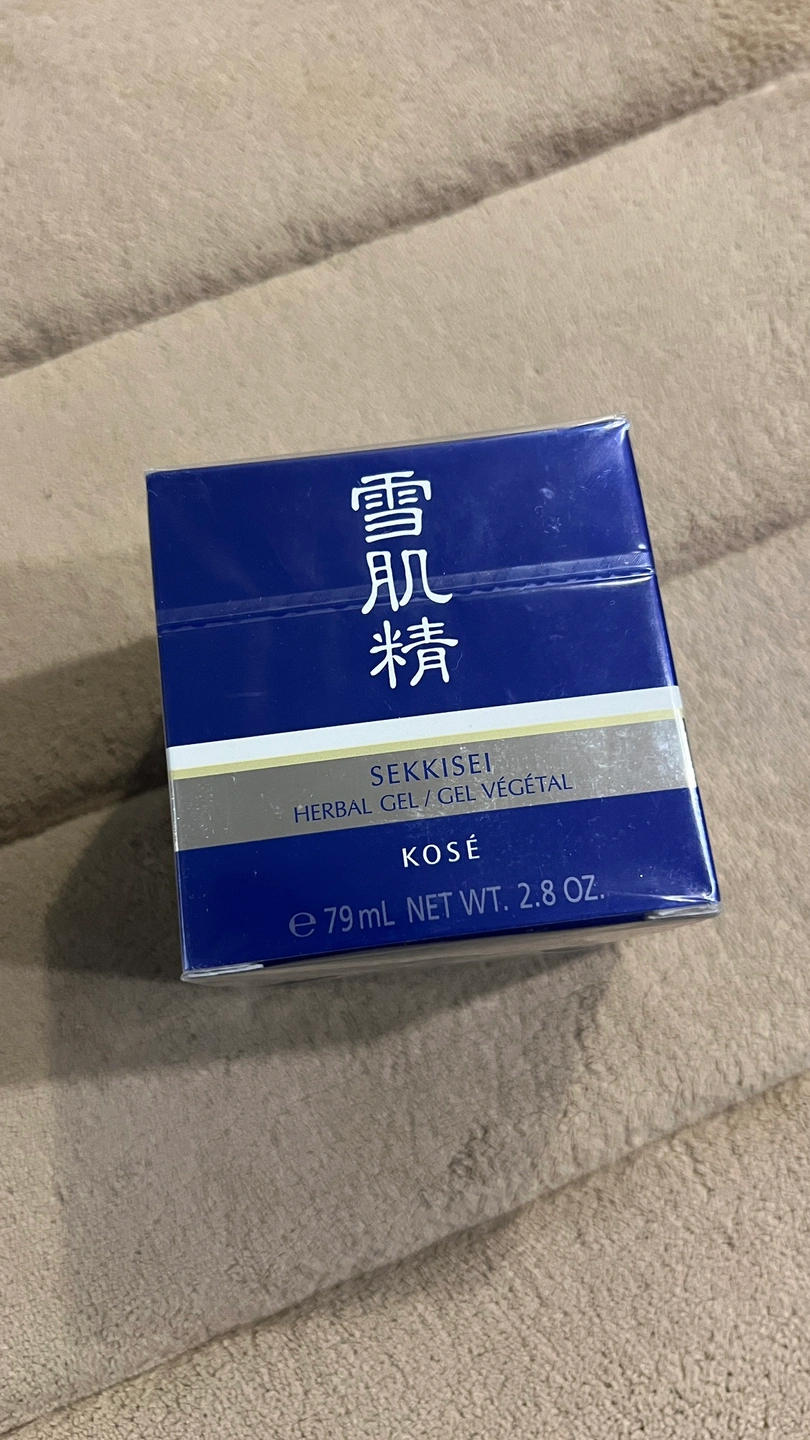 雪肌精
SEKKISEI
HERBAL GEL / GEL VÉGÉTAL
KOSÉ
℮ 79mL NET WT. 2.8 OZ.